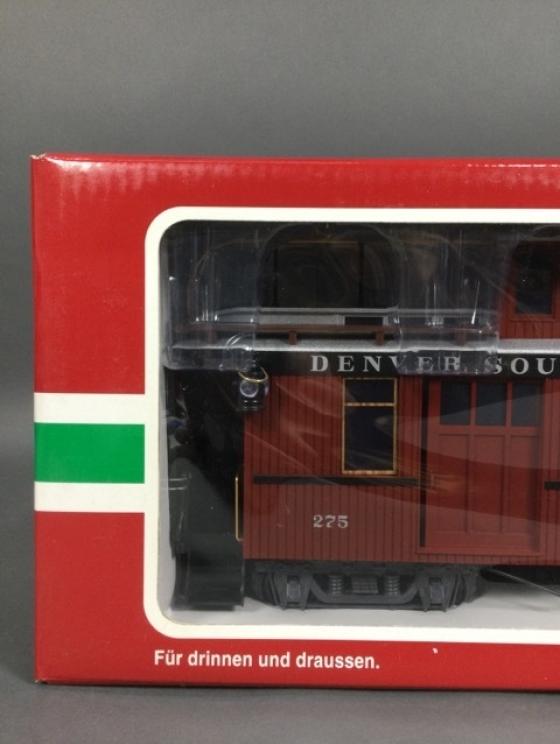 DENVER SOU
275
Für drinnen und draussen.